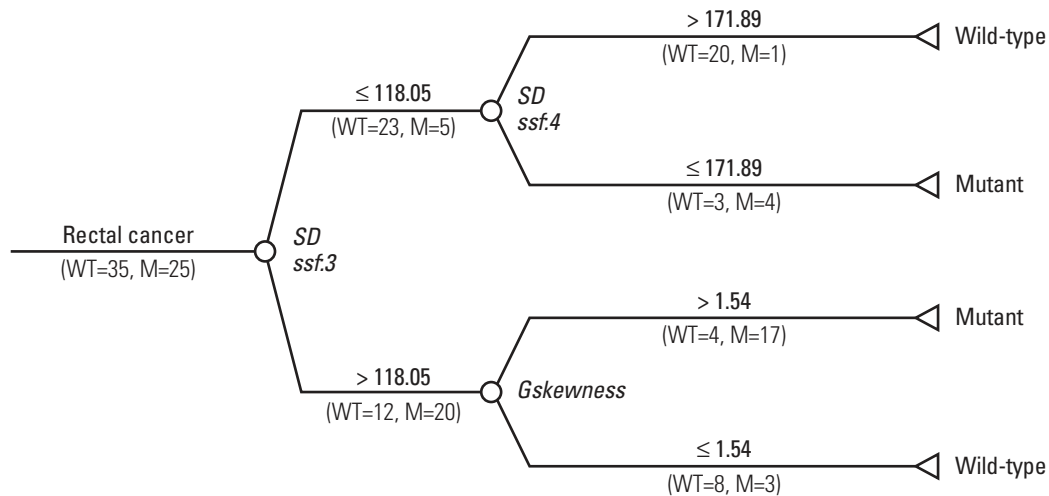 > 171.89
(WT=20, M=1)
Wild-type
≤ 118.05
(WT=23, M=5)
SD
ssf.4
≤ 171.89
(WT=3, M=4)
Mutant
Rectal cancer
(WT=35, M=25)
SD
ssf.3
> 1.54
(WT=4, M=17)
Mutant
> 118.05
(WT=12, M=20)
Gskewness
≤ 1.54
(WT=8, M=3)
Wild-type